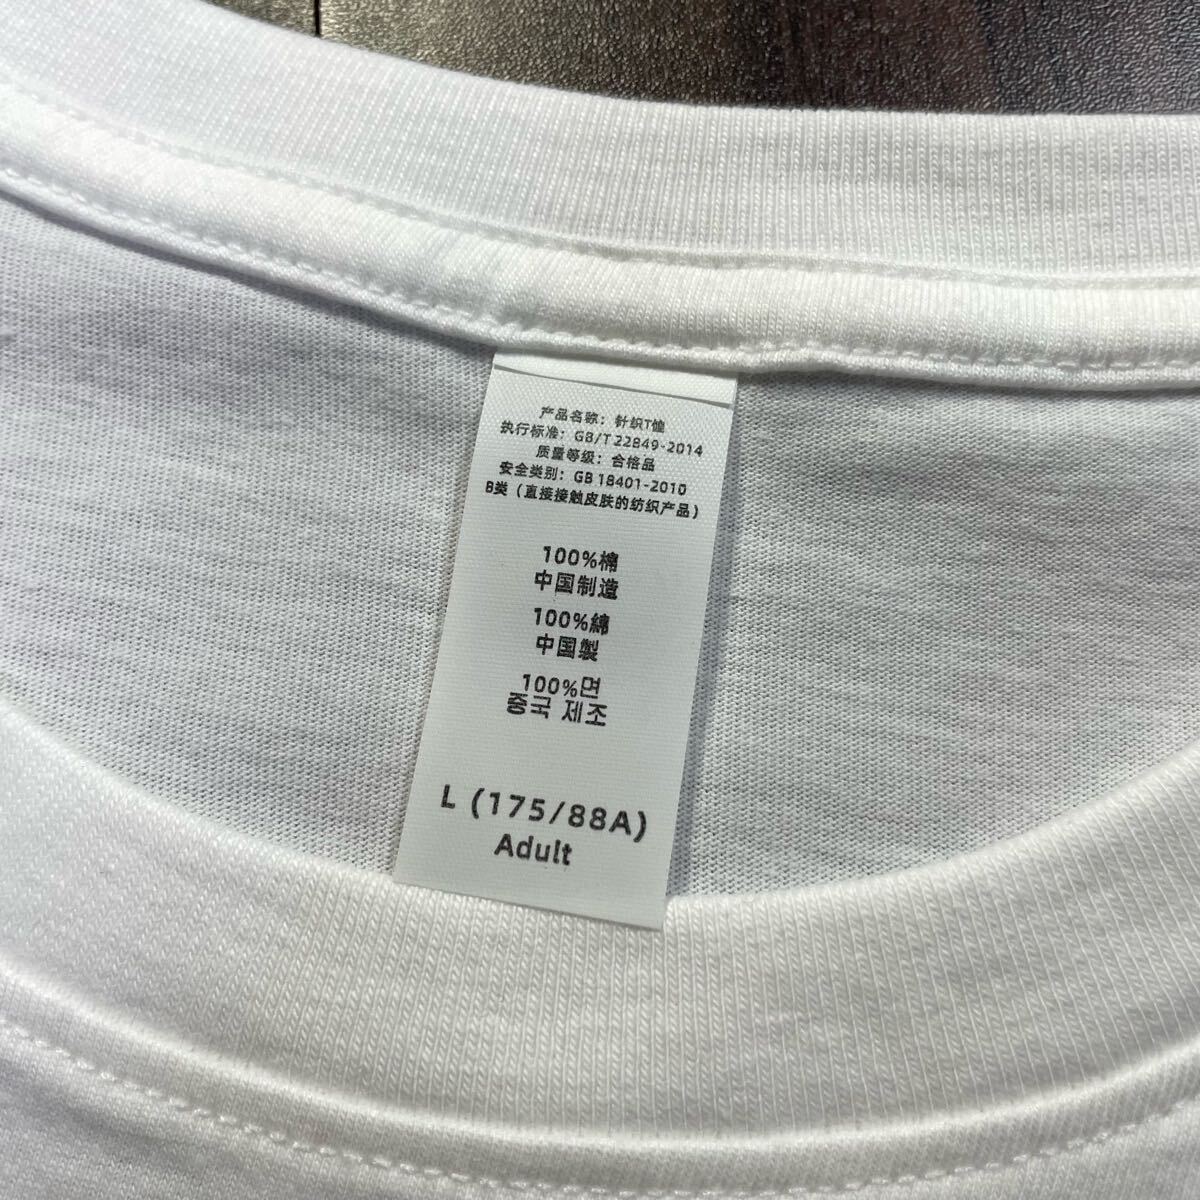 产品名称：针织T恤
执行标准：GB/T 22849-2014
质量等级：合格品
安全类别：GB 18401-2010
B类（直接接触皮肤的纺织产品）
100%棉
中国制造
100%綿
中国製
100%면
중국 제조
L (175/88A)
Adult